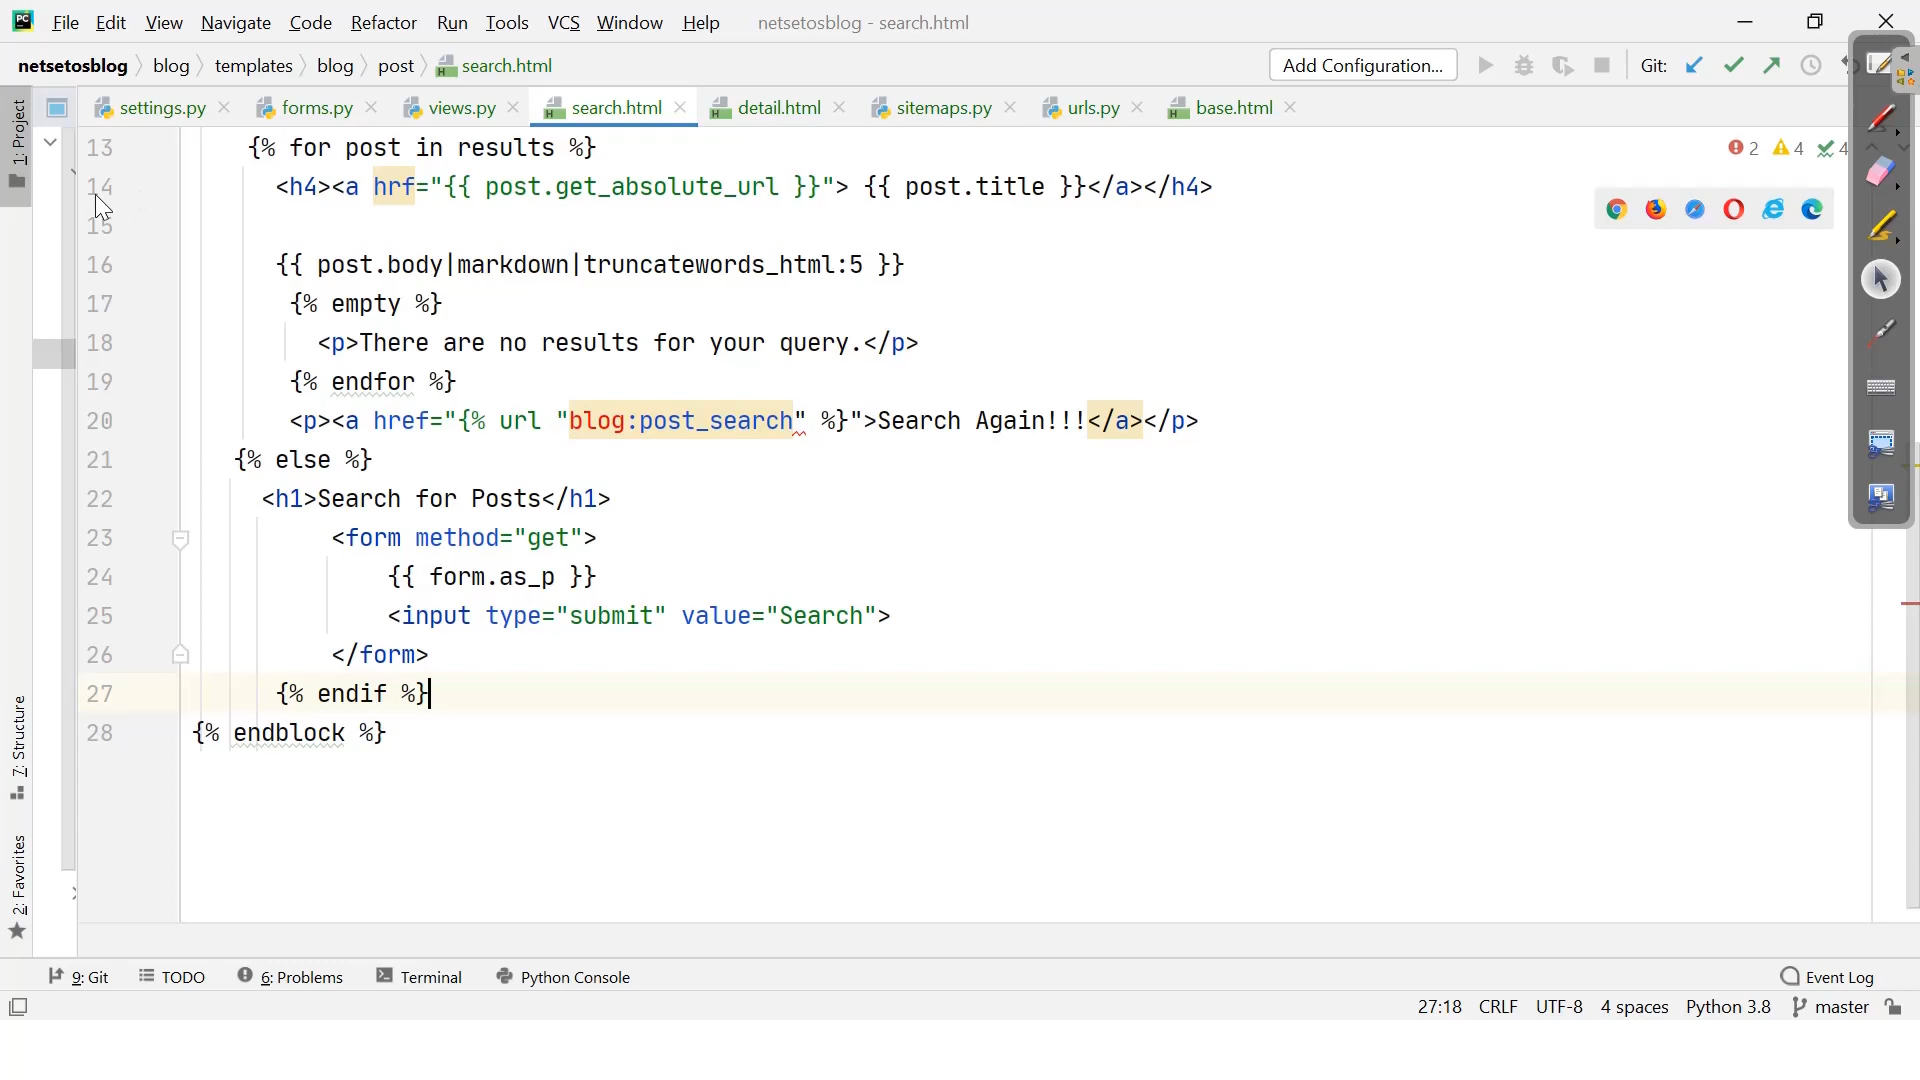 File Edit View Navigate Code Refactor Run Tools VCS Window Help netsetosblog - search.html
netsetosblog blog templates blog post search.html Add Configuration... Git:
1: Project settings.py forms.py views.py search.html detail.html sitemaps.py urls.py base.html
13 {% for post in results %} 2 4 4
14 <h4><a hrf="{{ post.get_absolute_url }}"> {{ post.title }}</a></h4>
15
16 {{ post.body|markdown|truncatewords_html:5 }}
17 {% empty %}
18 <p>There are no results for your query.</p>
19 {% endfor %}
20 <p><a href="{% url "blog:post_search" %}">Search Again!!!</a></p>
21 {% else %}
22 <h1>Search for Posts</h1>
23 <form method="get">
24 {{ form.as_p }}
25 <input type="submit" value="Search">
26 </form>
27 {% endif %}
28 {% endblock %}
7: Structure
2: Favorites
9: Git TODO 6: Problems Terminal Python Console Event Log
27:18 CRLF UTF-8 4 spaces Python 3.8 master